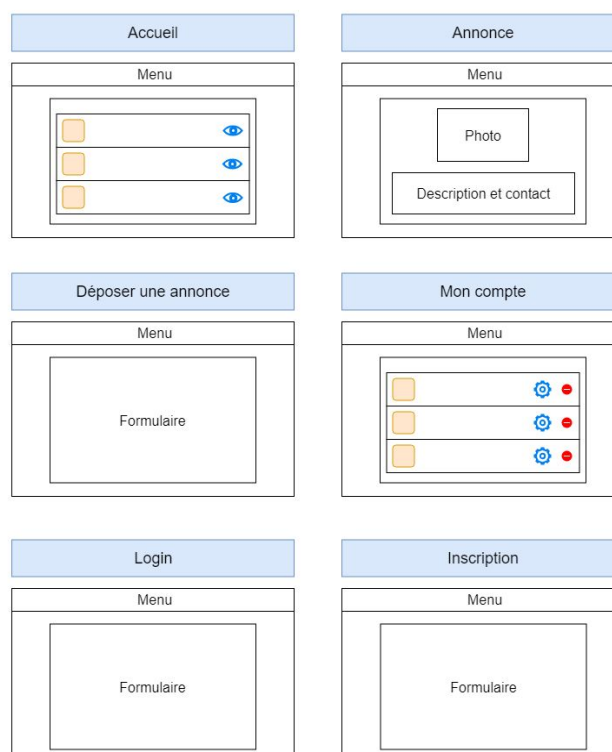 Accueil
Menu
Annonce
Menu
Photo
Description et contact
Déposer une annonce
Menu
Formulaire
Mon compte
Menu
Login
Menu
Formulaire
Inscription
Menu
Formulaire